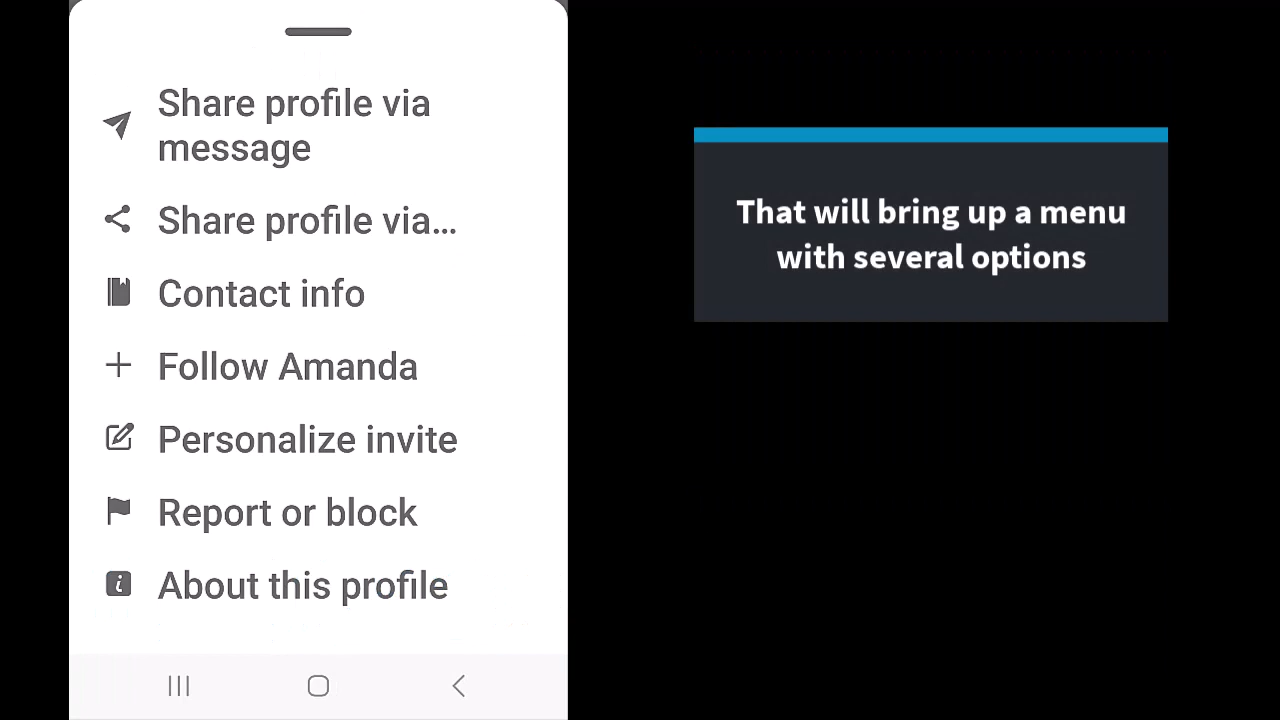 Share profile via
message
Share profile via...
Contact info
Follow Amanda
Personalize invite
Report or block
About this profile
That will bring up a menu
with several options